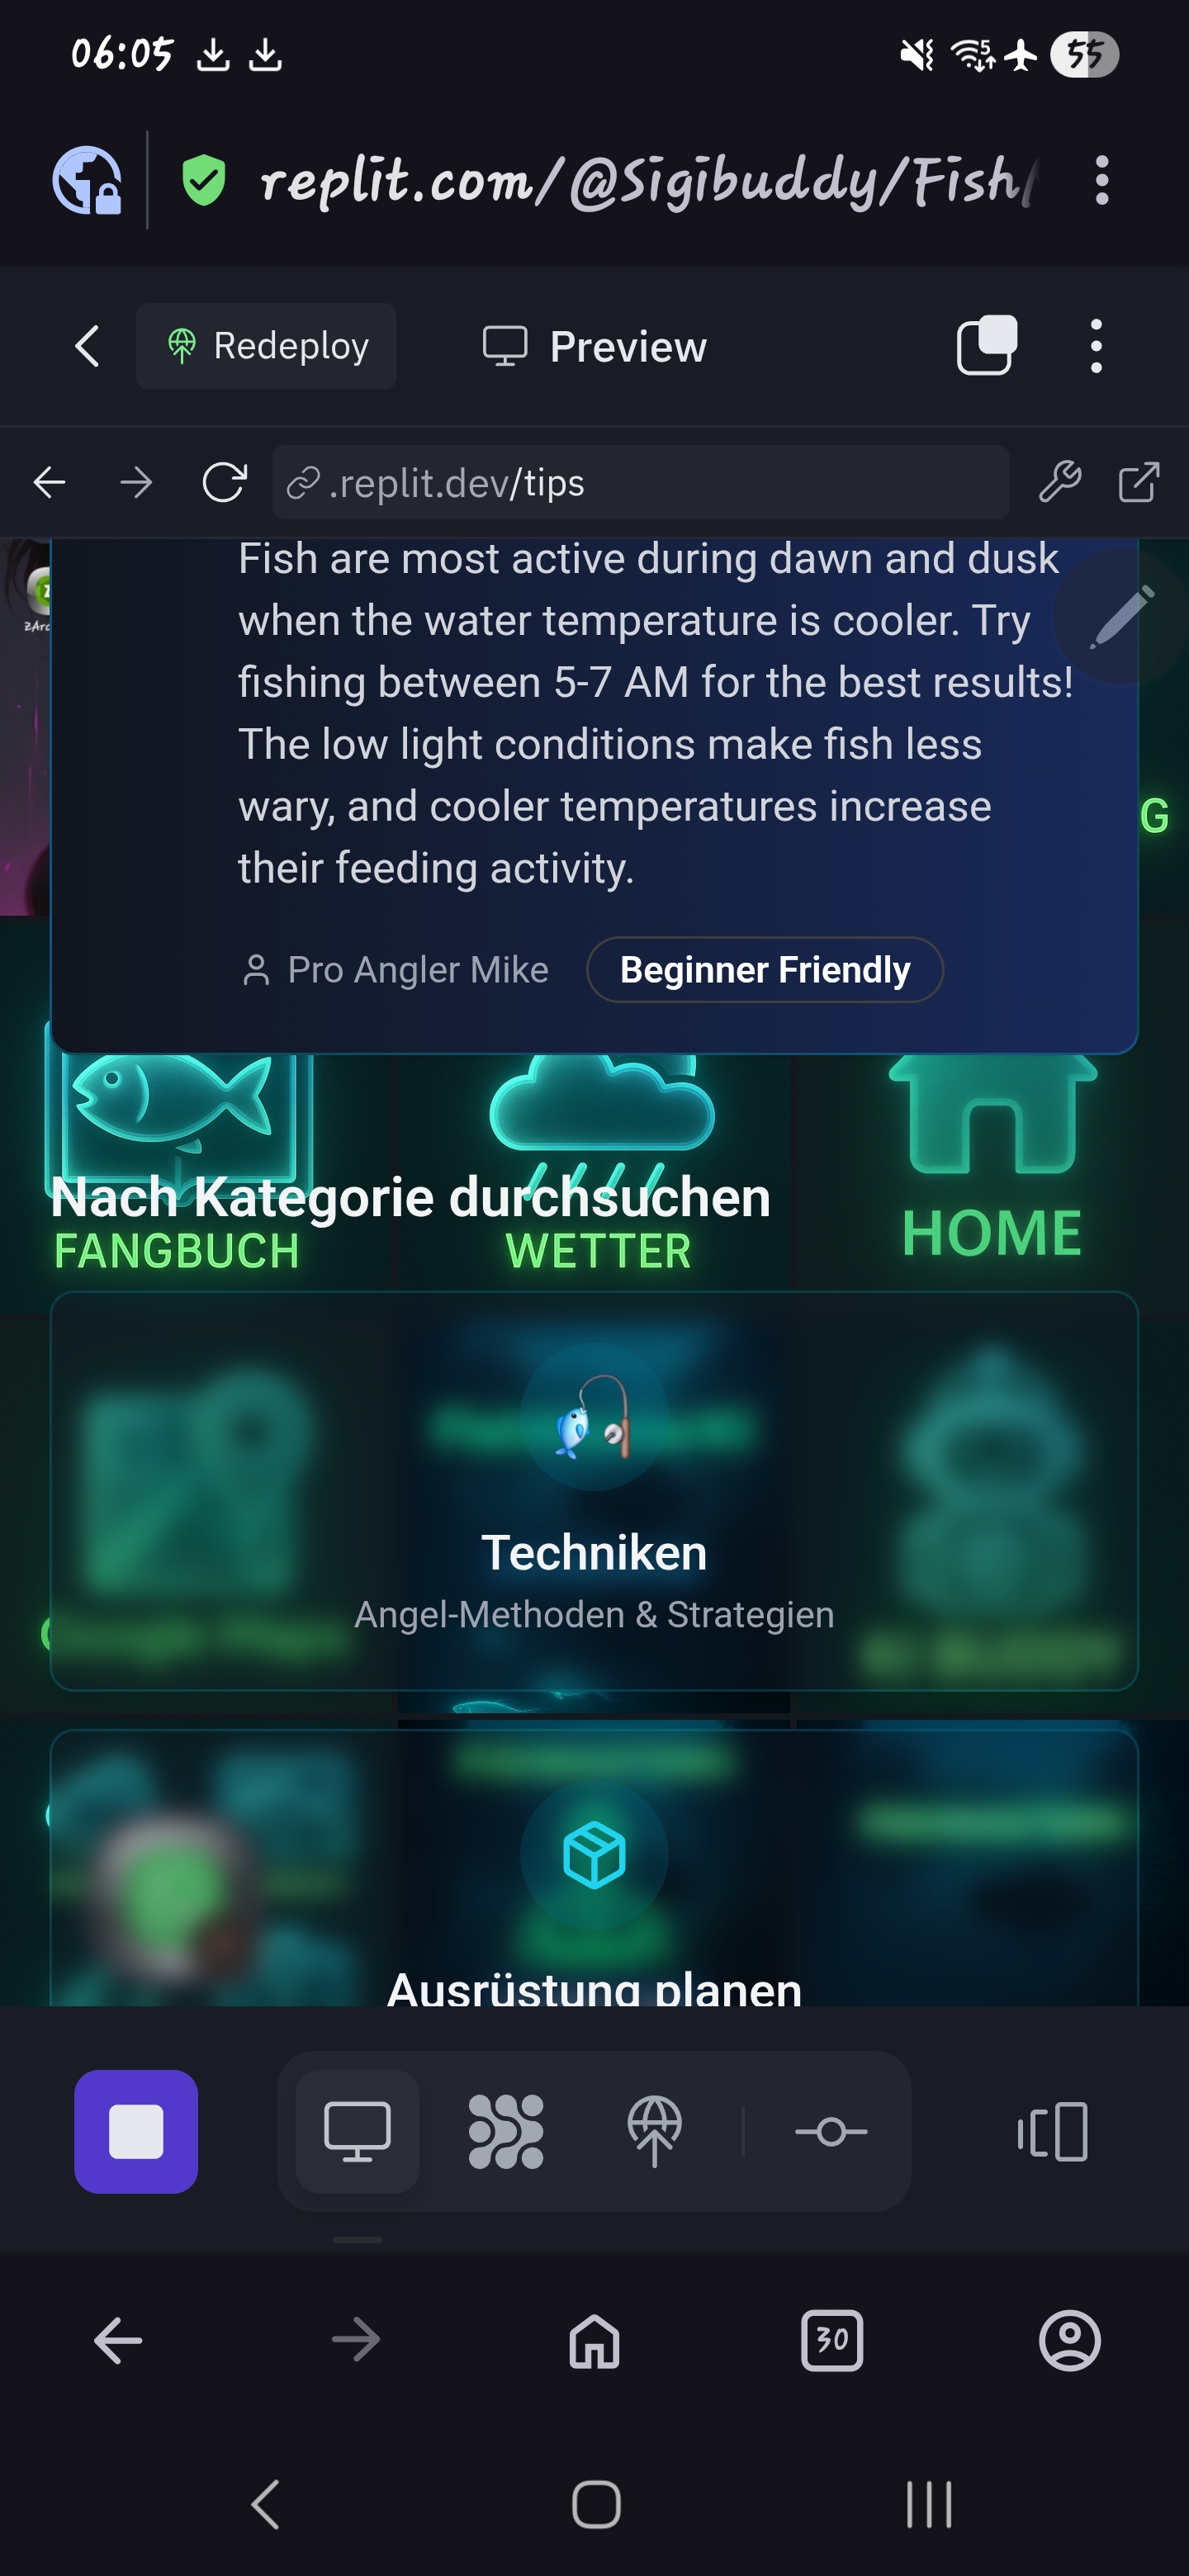 06:05
55
replit.com/@Sigibuddy/Fish/
Redeploy
Preview
.replit.dev/tips
Fish are most active during dawn and dusk
when the water temperature is cooler. Try
fishing between 5-7 AM for the best results!
The low light conditions make fish less
wary, and cooler temperatures increase
their feeding activity.
G
Pro Angler Mike
Beginner Friendly
Nach Kategorie durchsuchen
FANGBUCH
WETTER
HOME
Techniken
Angel-Methoden & Strategien
Ausrüstung planen
30